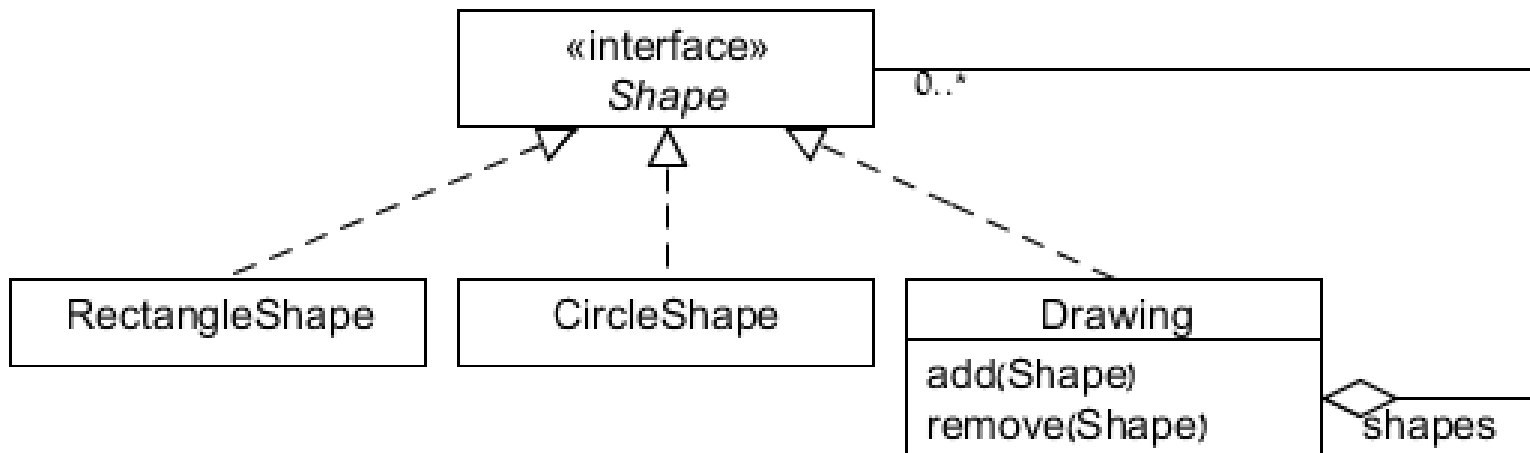 «interface»
Shape
0..*
RectangleShape
CircleShape
Drawing
add(Shape)
remove(Shape)
shapes